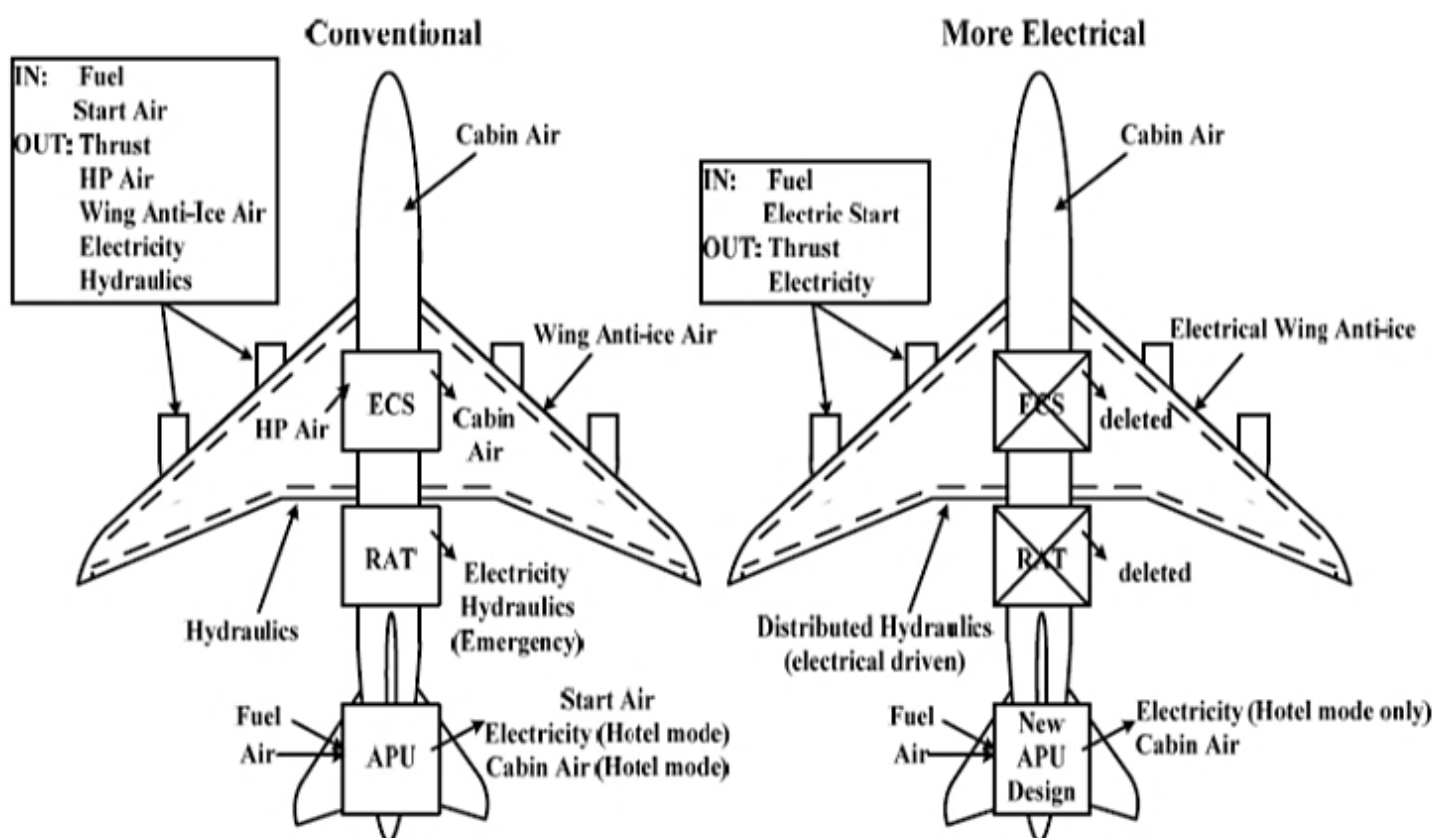 Conventional
IN: Fuel
Start Air
OUT: Thrust
HP Air
Wing Anti-Ice Air
Electricity
Hydraulics
Cabin Air
Wing Anti-ice Air
HP Air
ECS
Cabin
Air
RAT
Electricity
Hydraulics
(Emergency)
Hydraulics
Fuel
Air
APU
Start Air
Electricity (Hotel mode)
Cabin Air (Hotel mode)
More Electrical
IN: Fuel
Electric Start
OUT: Thrust
Electricity
Cabin Air
Electrical Wing Anti-ice
ECS
deleted
RAT
deleted
Distributed Hydraulics
(electrical driven)
Fuel
Air
New
APU
Design
Electricity (Hotel mode only)
Cabin Air